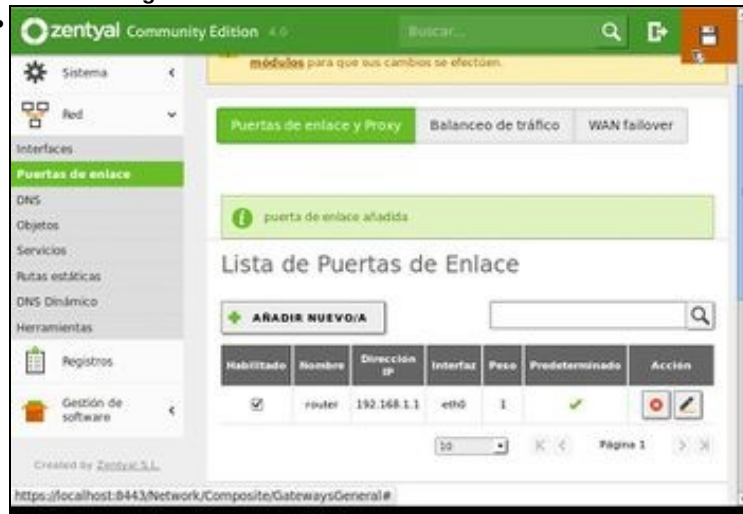 zentyal Community Edition 4.0
Buscar...
Sistema
módulos para que sus cambios se efectúen.
Red
Puertas de enlace y Proxy
Balanceo de tráfico
WAN failover
Interfaces
Puertas de enlace
DNS
Objetos
Servicios
Rutas estáticas
DNS Dinámico
Herramientas
Registros
Gestión de
software
Created by Zentyal S.L.
puerta de enlace añadida
Lista de Puertas de Enlace
AÑADIR NUEVO/A
Habilitado Nombre Dirección IP Interfaz Peso Predeterminado Acción
router 192.168.1.1 eth0 1
10
Página 1
https://localhost:8443/Network/Composite/GatewaysGeneral#